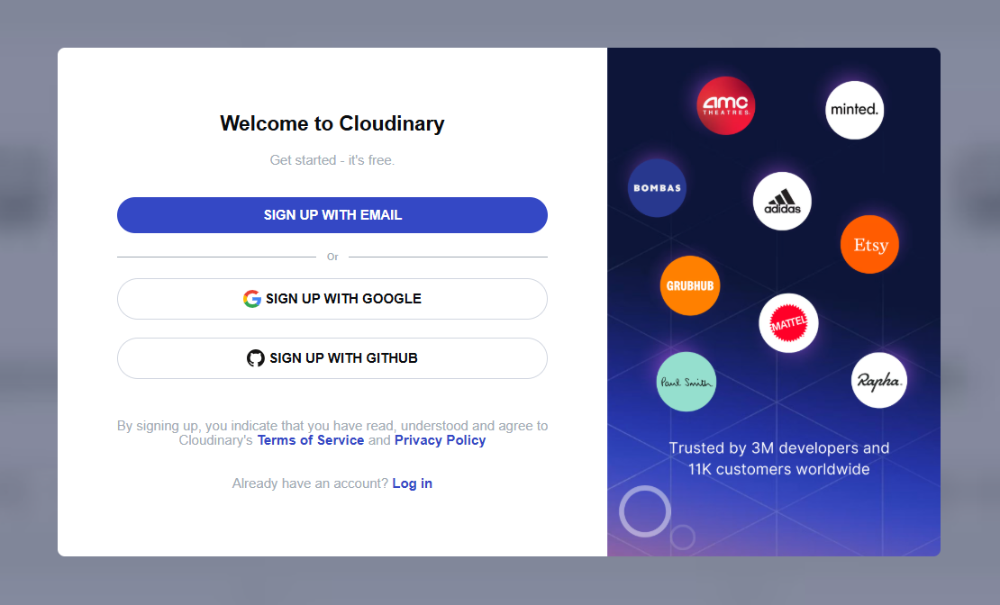 Welcome to Cloudinary
Get started - it's free.
SIGN UP WITH EMAIL
Or
SIGN UP WITH GOOGLE
SIGN UP WITH GITHUB
By signing up, you indicate that you have read, understood and agree to
Cloudinary's Terms of Service and Privacy Policy
Already have an account? Log in
amc
THEATRES.
minted.
BOMBAS
adidas
Etsy
GRUBHUB
MATTEL
Paul Smith
Rapha.
Trusted by 3M developers and
11K customers worldwide